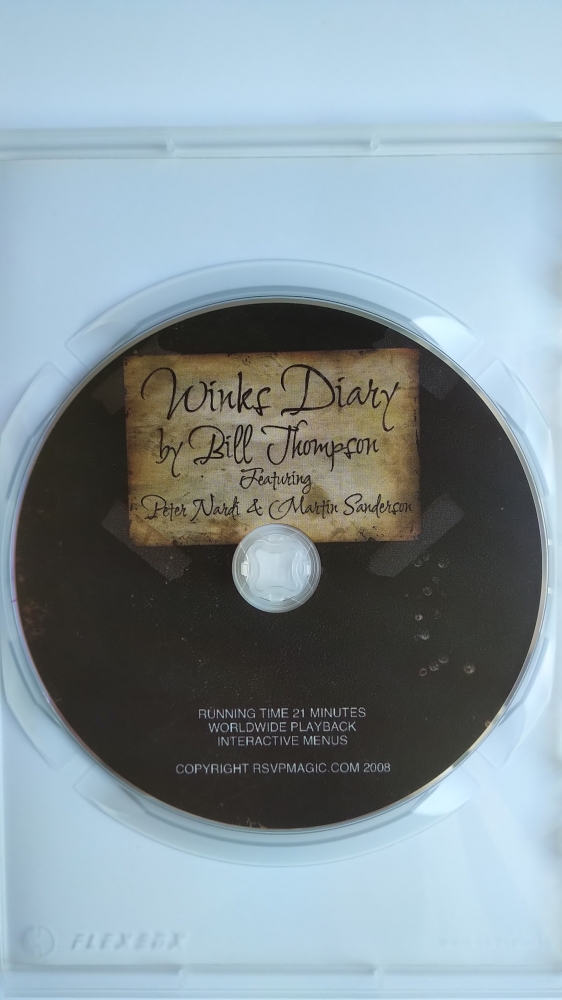 Winks Diary
by Bill Thompson
Featuring
Peter Nardi & Martin Sanderson
RUNNING TIME 21 MINUTES
WORLDWIDE PLAYBACK
INTERACTIVE MENUS
COPYRIGHT RSVPMAGIC.COM 2008
FLEXBOX